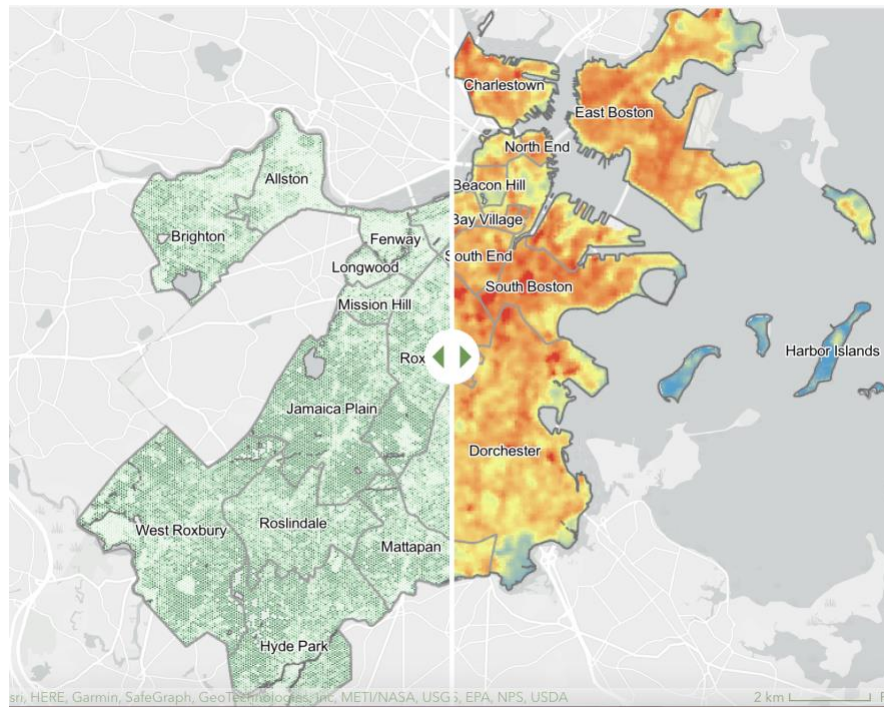 Charlestown
East Boston
North End
Allston
Beacon Hill
Bay Village
Brighton
Fenway
South End
Longwood
South Boston
Mission Hill
Harbor Islands
Rox
Jamaica Plain
Dorchester
West Roxbury
Roslindale
Mattapan
Hyde Park
sri, HERE, Garmin, SafeGraph, GeoTechnologies, Inc, METI/NASA, USGS, EPA, NPS, USDA
2 km